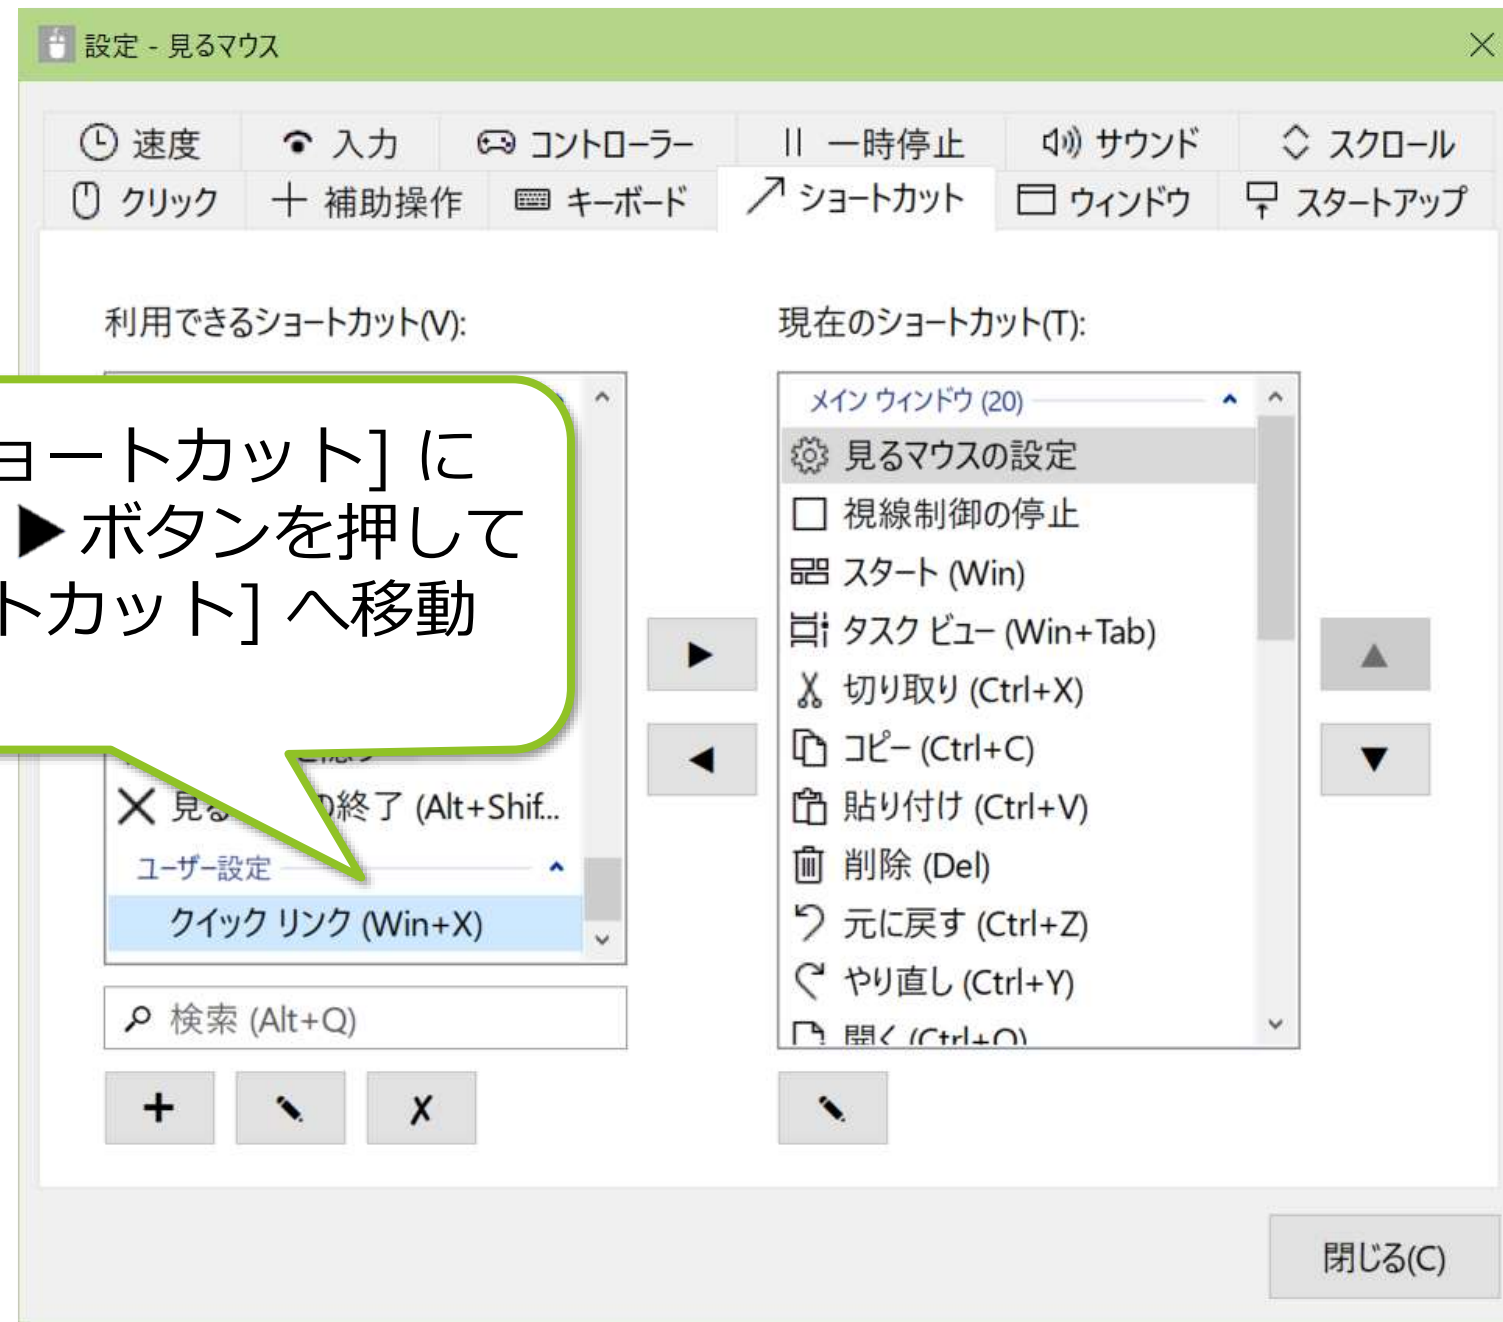 設定 - 見るマウス
速度 入力 コントローラー 一時停止 サウンド スクロール
クリック 補助操作 キーボード ショートカット ウィンドウ スタートアップ
利用できるショートカット(V):
ョートカット] に
▶ ボタンを押して
トカット] へ移動
の終了 (Alt+Shif...
ユーザー設定
クイック リンク (Win+X)
検索 (Alt+Q)
現在のショートカット(T):
メイン ウィンドウ (20)
見るマウスの設定
視線制御の停止
スタート (Win)
タスク ビュー (Win+Tab)
切り取り (Ctrl+X)
コピー (Ctrl+C)
貼り付け (Ctrl+V)
削除 (Del)
元に戻す (Ctrl+Z)
やり直し (Ctrl+Y)
開く (Ctrl+O)
閉じる(C)